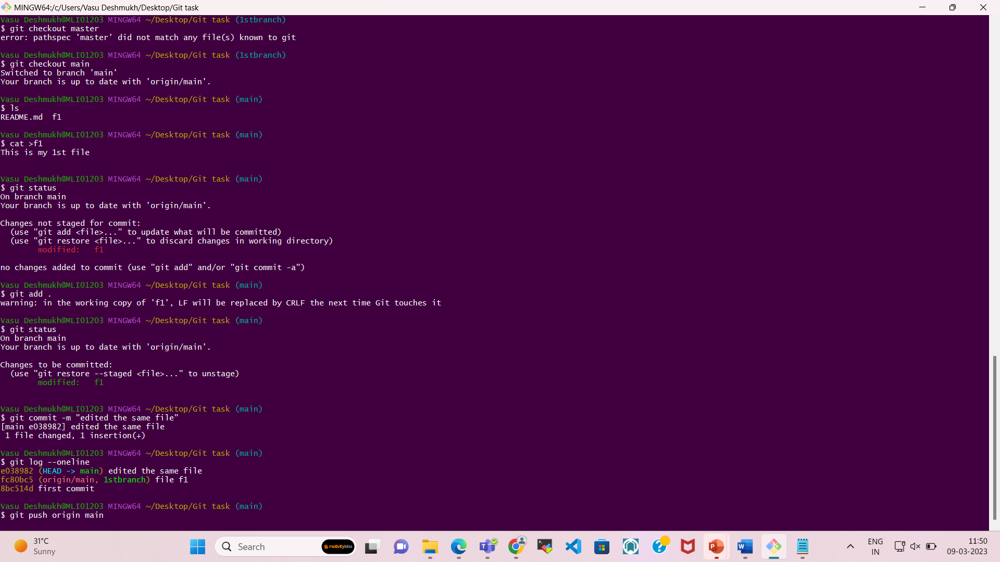 MINGW64:/c/Users/Vasu Deshmukh/Desktop/Git task
Vasu Deshmukh@MLI01203 MINGW64 ~/Desktop/Git task (1stbranch)
$ git checkout master
error: pathspec 'master' did not match any file(s) known to git
Vasu Deshmukh@MLI01203 MINGW64 ~/Desktop/Git task (1stbranch)
$ git checkout main
Switched to branch 'main'
Your branch is up to date with 'origin/main'.
Vasu Deshmukh@MLI01203 MINGW64 ~/Desktop/Git task (main)
$ ls
README.md  f1
Vasu Deshmukh@MLI01203 MINGW64 ~/Desktop/Git task (main)
$ cat >f1
This is my 1st file
Vasu Deshmukh@MLI01203 MINGW64 ~/Desktop/Git task (main)
$ git status
On branch main
Your branch is up to date with 'origin/main'.
Changes not staged for commit:
  (use "git add <file>..." to update what will be committed)
  (use "git restore <file>..." to discard changes in working directory)
        modified:   f1
no changes added to commit (use "git add" and/or "git commit -a")
Vasu Deshmukh@MLI01203 MINGW64 ~/Desktop/Git task (main)
$ git add .
warning: in the working copy of 'f1', LF will be replaced by CRLF the next time Git touches it
Vasu Deshmukh@MLI01203 MINGW64 ~/Desktop/Git task (main)
$ git status
On branch main
Your branch is up to date with 'origin/main'.
Changes to be committed:
  (use "git restore --staged <file>..." to unstage)
        modified:   f1
Vasu Deshmukh@MLI01203 MINGW64 ~/Desktop/Git task (main)
$ git commit -m "edited the same file"
[main e038982] edited the same file
 1 file changed, 1 insertion(+)
Vasu Deshmukh@MLI01203 MINGW64 ~/Desktop/Git task (main)
$ git log --oneline
e038982 (HEAD -> main) edited the same file
fc80bc5 (origin/main, 1stbranch) file f1
8bc514d first commit
Vasu Deshmukh@MLI01203 MINGW64 ~/Desktop/Git task (main)
$ git push origin main
31°C
Sunny
Search
motivitylabs
ENG
IN
11:50
09-03-2023